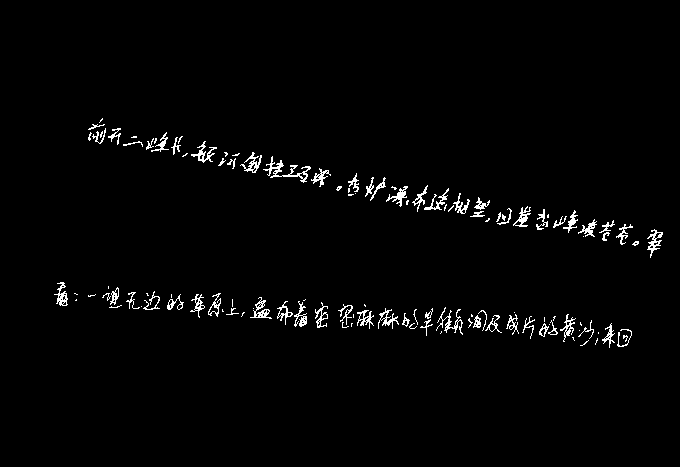 前开二峰长,银河倒挂三石梁。香炉瀑布遥相望,回崖沓嶂凌苍苍。翠
看:一望无边的草原上,遍布着密密麻麻的旱獭洞及成片的黄沙;来回